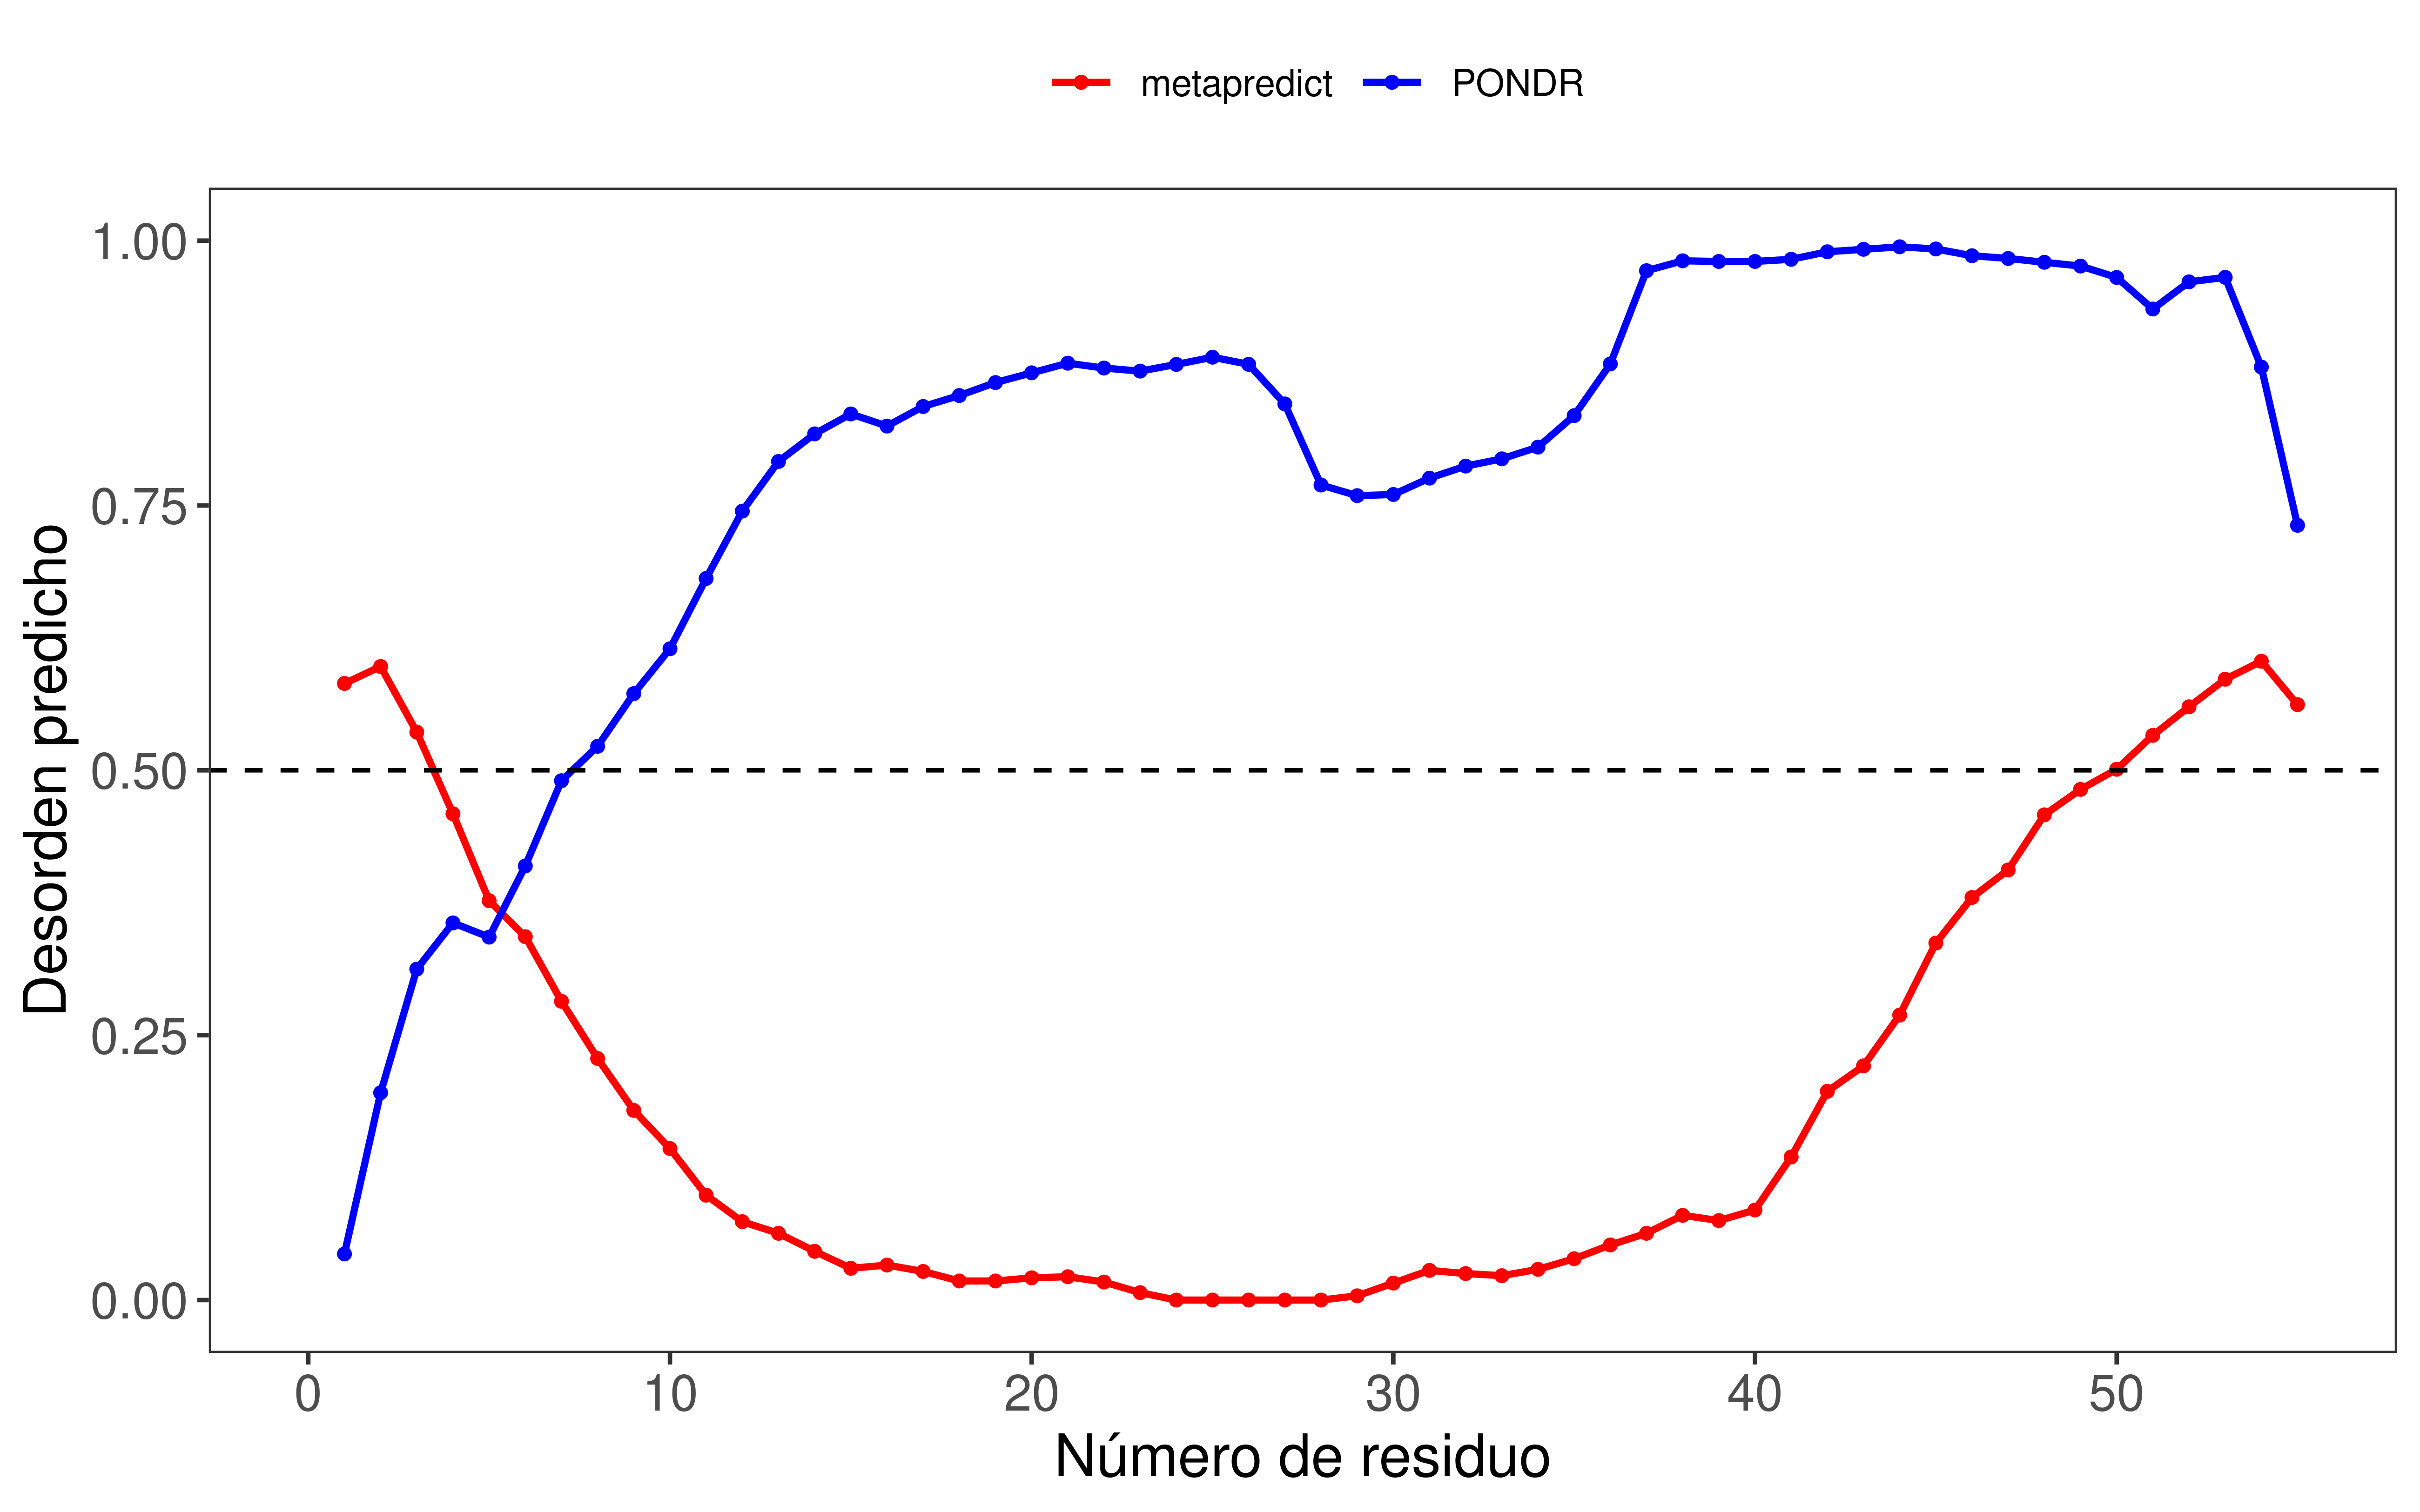 metapredict PONDR
Desorden predicho
1.00
0.75
0.50
0.25
0.00
0 10 20 30 40 50
Número de residuo